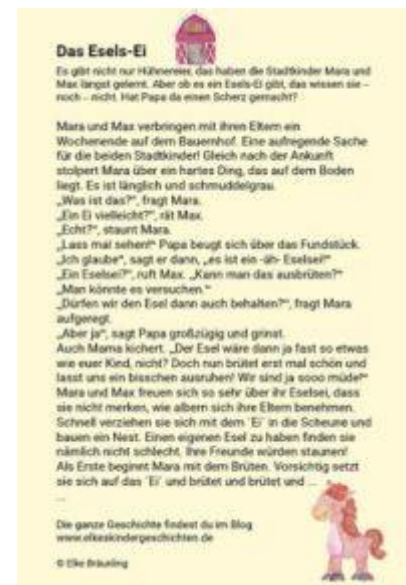 Das Esels-Ei
Es gibt nicht nur Hühnereier, das haben die Stadtkinder Mara und
Max längst gelernt. Aber ob es ein Esels-Ei gibt, das wissen sie –
noch – nicht. Hat Papa da einen Scherz gemacht?
Mara und Max verbringen mit ihren Eltern ein
Wochenende auf dem Bauernhof. Eine aufregende Sache
für die beiden Stadtkinder! Gleich nach der Ankunft
stolpert Mara über ein hartes Ding, das auf dem Boden
liegt. Es ist länglich und schmuddelgrau.
„Was ist das?“, fragt Mara.
„Ein Ei vielleicht?“, rät Max.
„Echt?“, staunt Mara.
„Lass mal sehen!“ Papa beugt sich über das Fundstück.
„Ich glaube“, sagt er dann, „es ist ein -äh- Eselsei!“
„Ein Eselsei?“, ruft Max. „Kann man das ausbrüten?“
„Man könnte es versuchen.“
„Dürfen wir den Esel dann auch behalten?“, fragt Mara
aufgeregt.
„Aber ja“, sagt Papa großzügig und grinst.
Auch Mama kichert. „Der Esel wäre dann ja fast so etwas
wie euer Kind, nicht? Doch nun brütet erst mal schön und
lasst uns ein bisschen ausruhen! Wir sind ja sooo müde!“
Mara und Max freuen sich so sehr über ihr Eselsei, dass
sie nicht merken, wie albern sich ihre Eltern benehmen.
Schnell verziehen sie sich mit dem ´Ei´ in die Scheune und
bauen ein Nest. Einen eigenen Esel zu haben finden sie
nämlich nicht schlecht. Ihre Freunde würden staunen!
Als Erste beginnt Mara mit dem Brüten. Vorsichtig setzt
sie sich auf das ´Ei´ und brütet und brütet und ...
...
Die ganze Geschichte findest du im Blog
www.elkeskindergeschichten.de
© Elke Bräunling